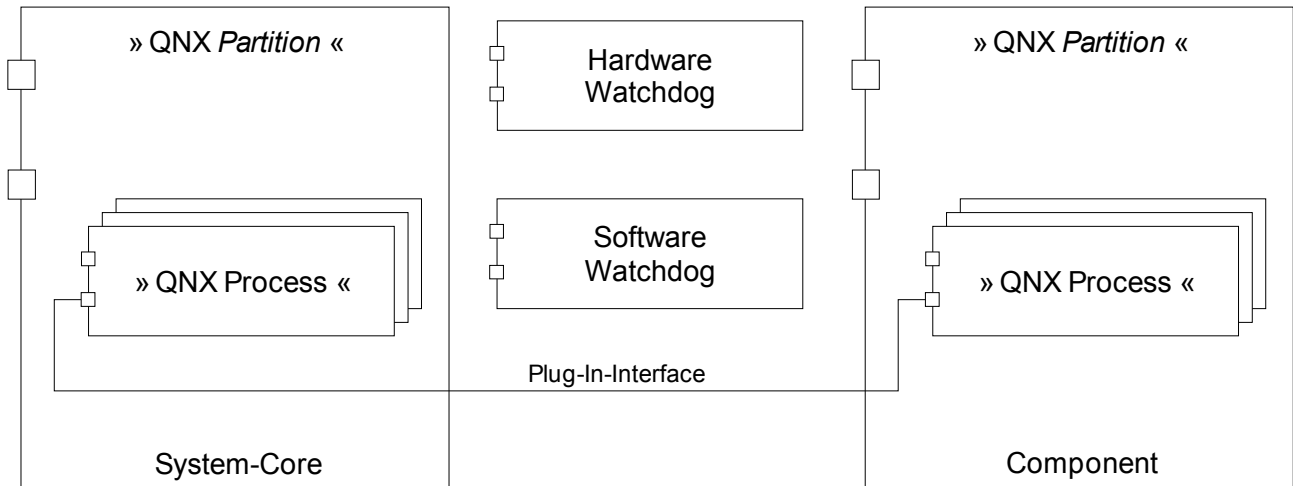 » QNX Partition «
Hardware
Watchdog
» QNX Partition «
Software
Watchdog
» QNX Process «
» QNX Process «
Plug-In-Interface
System-Core
Component